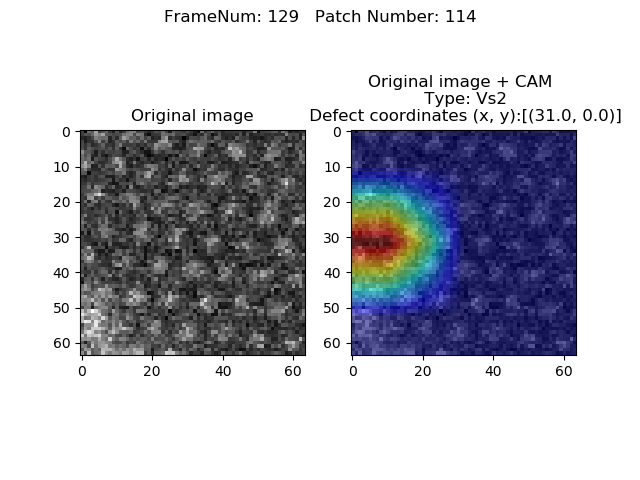 FrameNum: 129   Patch Number: 114
Original image
Original image + CAM
Type: Vs2
Defect coordinates (x, y):[(31.0, 0.0)]
0
10
20
30
40
50
60
0 20 40 60
0
10
20
30
40
50
60
0 20 40 60